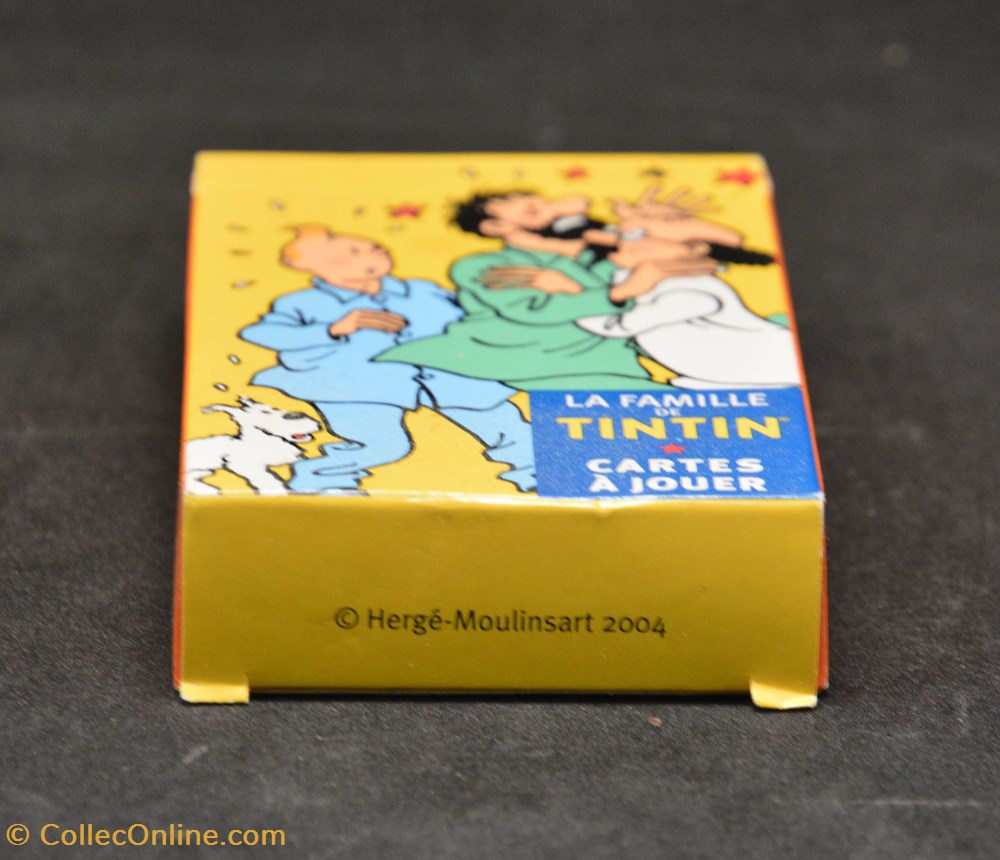 LA FAMILLE
DE
TINTIN
CARTES
À JOUER
© Hergé-Moulinsart 2004
© CollecOnline.com